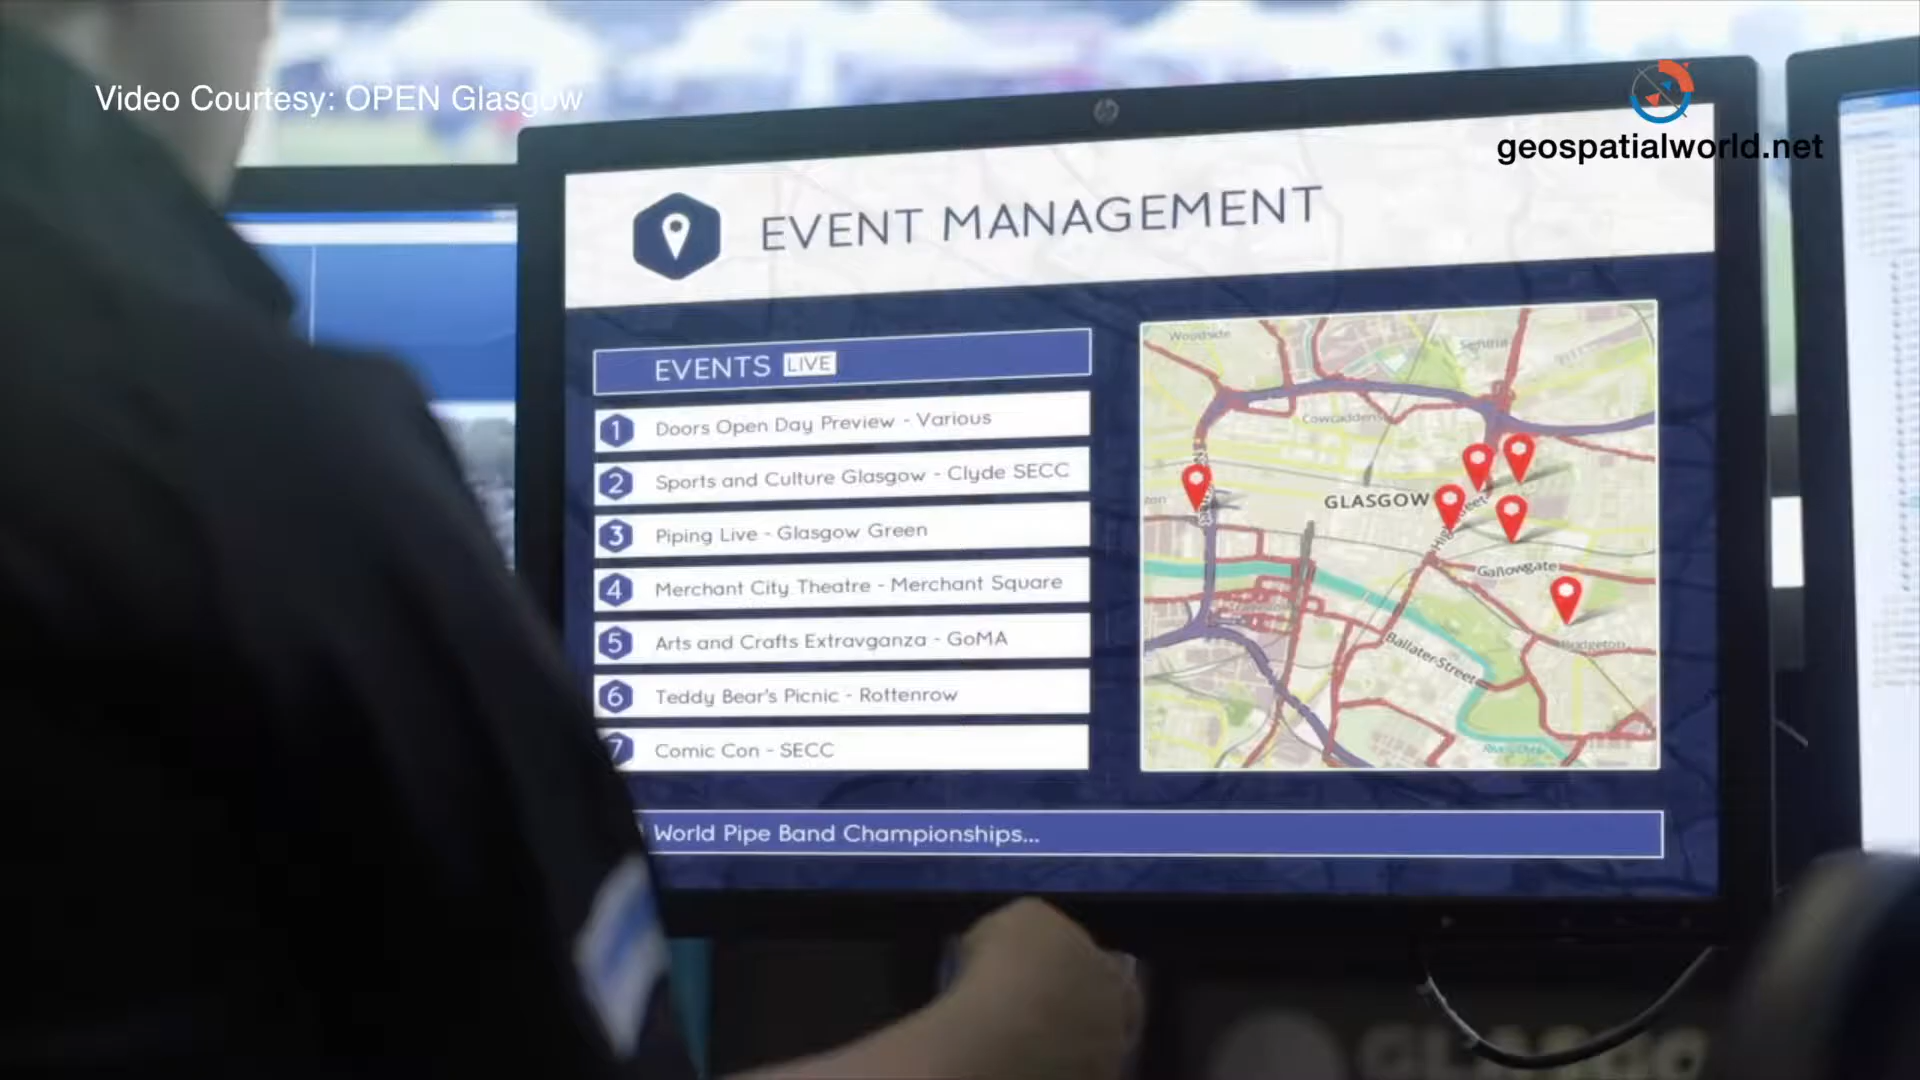 Video Courtesy: OPEN Glasgow
geospatialworld.net
EVENT MANAGEMENT
EVENTS LIVE
1 Doors Open Day Preview - Various
2 Sports and Culture Glasgow - Clyde SECC
3 Piping Live - Glasgow Green
4 Merchant City Theatre - Merchant Square
5 Arts and Crafts Extravganza - GoMA
6 Teddy Bear's Picnic - Rottenrow
7 Comic Con - SECC
World Pipe Band Championships...
Woodside
Cowcaddens
GLASGOW
Gallowgate
Ballater Street
Bridgeton